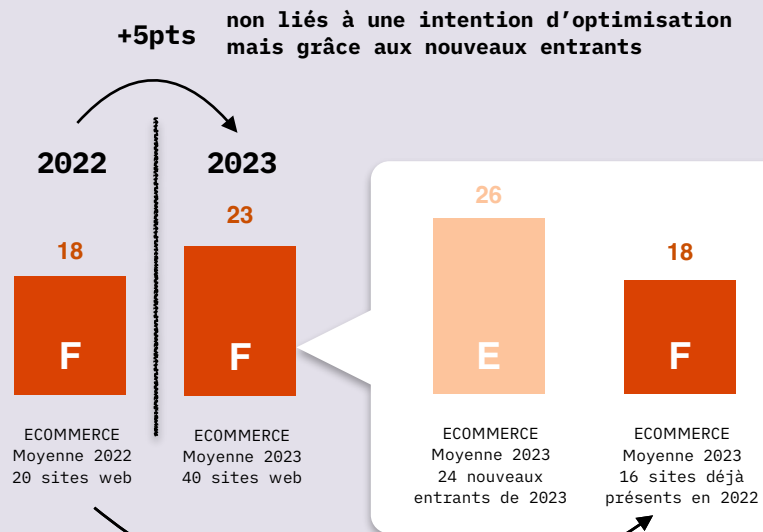 +5pts
non liés à une intention d’optimisation
mais grâce aux nouveaux entrants
2022
2023
18
23
26
18
F
F
E
F
ECOMMERCE
Moyenne 2022
20 sites web
ECOMMERCE
Moyenne 2023
40 sites web
ECOMMERCE
Moyenne 2023
24 nouveaux
entrants de 2023
ECOMMERCE
Moyenne 2023
16 sites déjà
présents en 2022